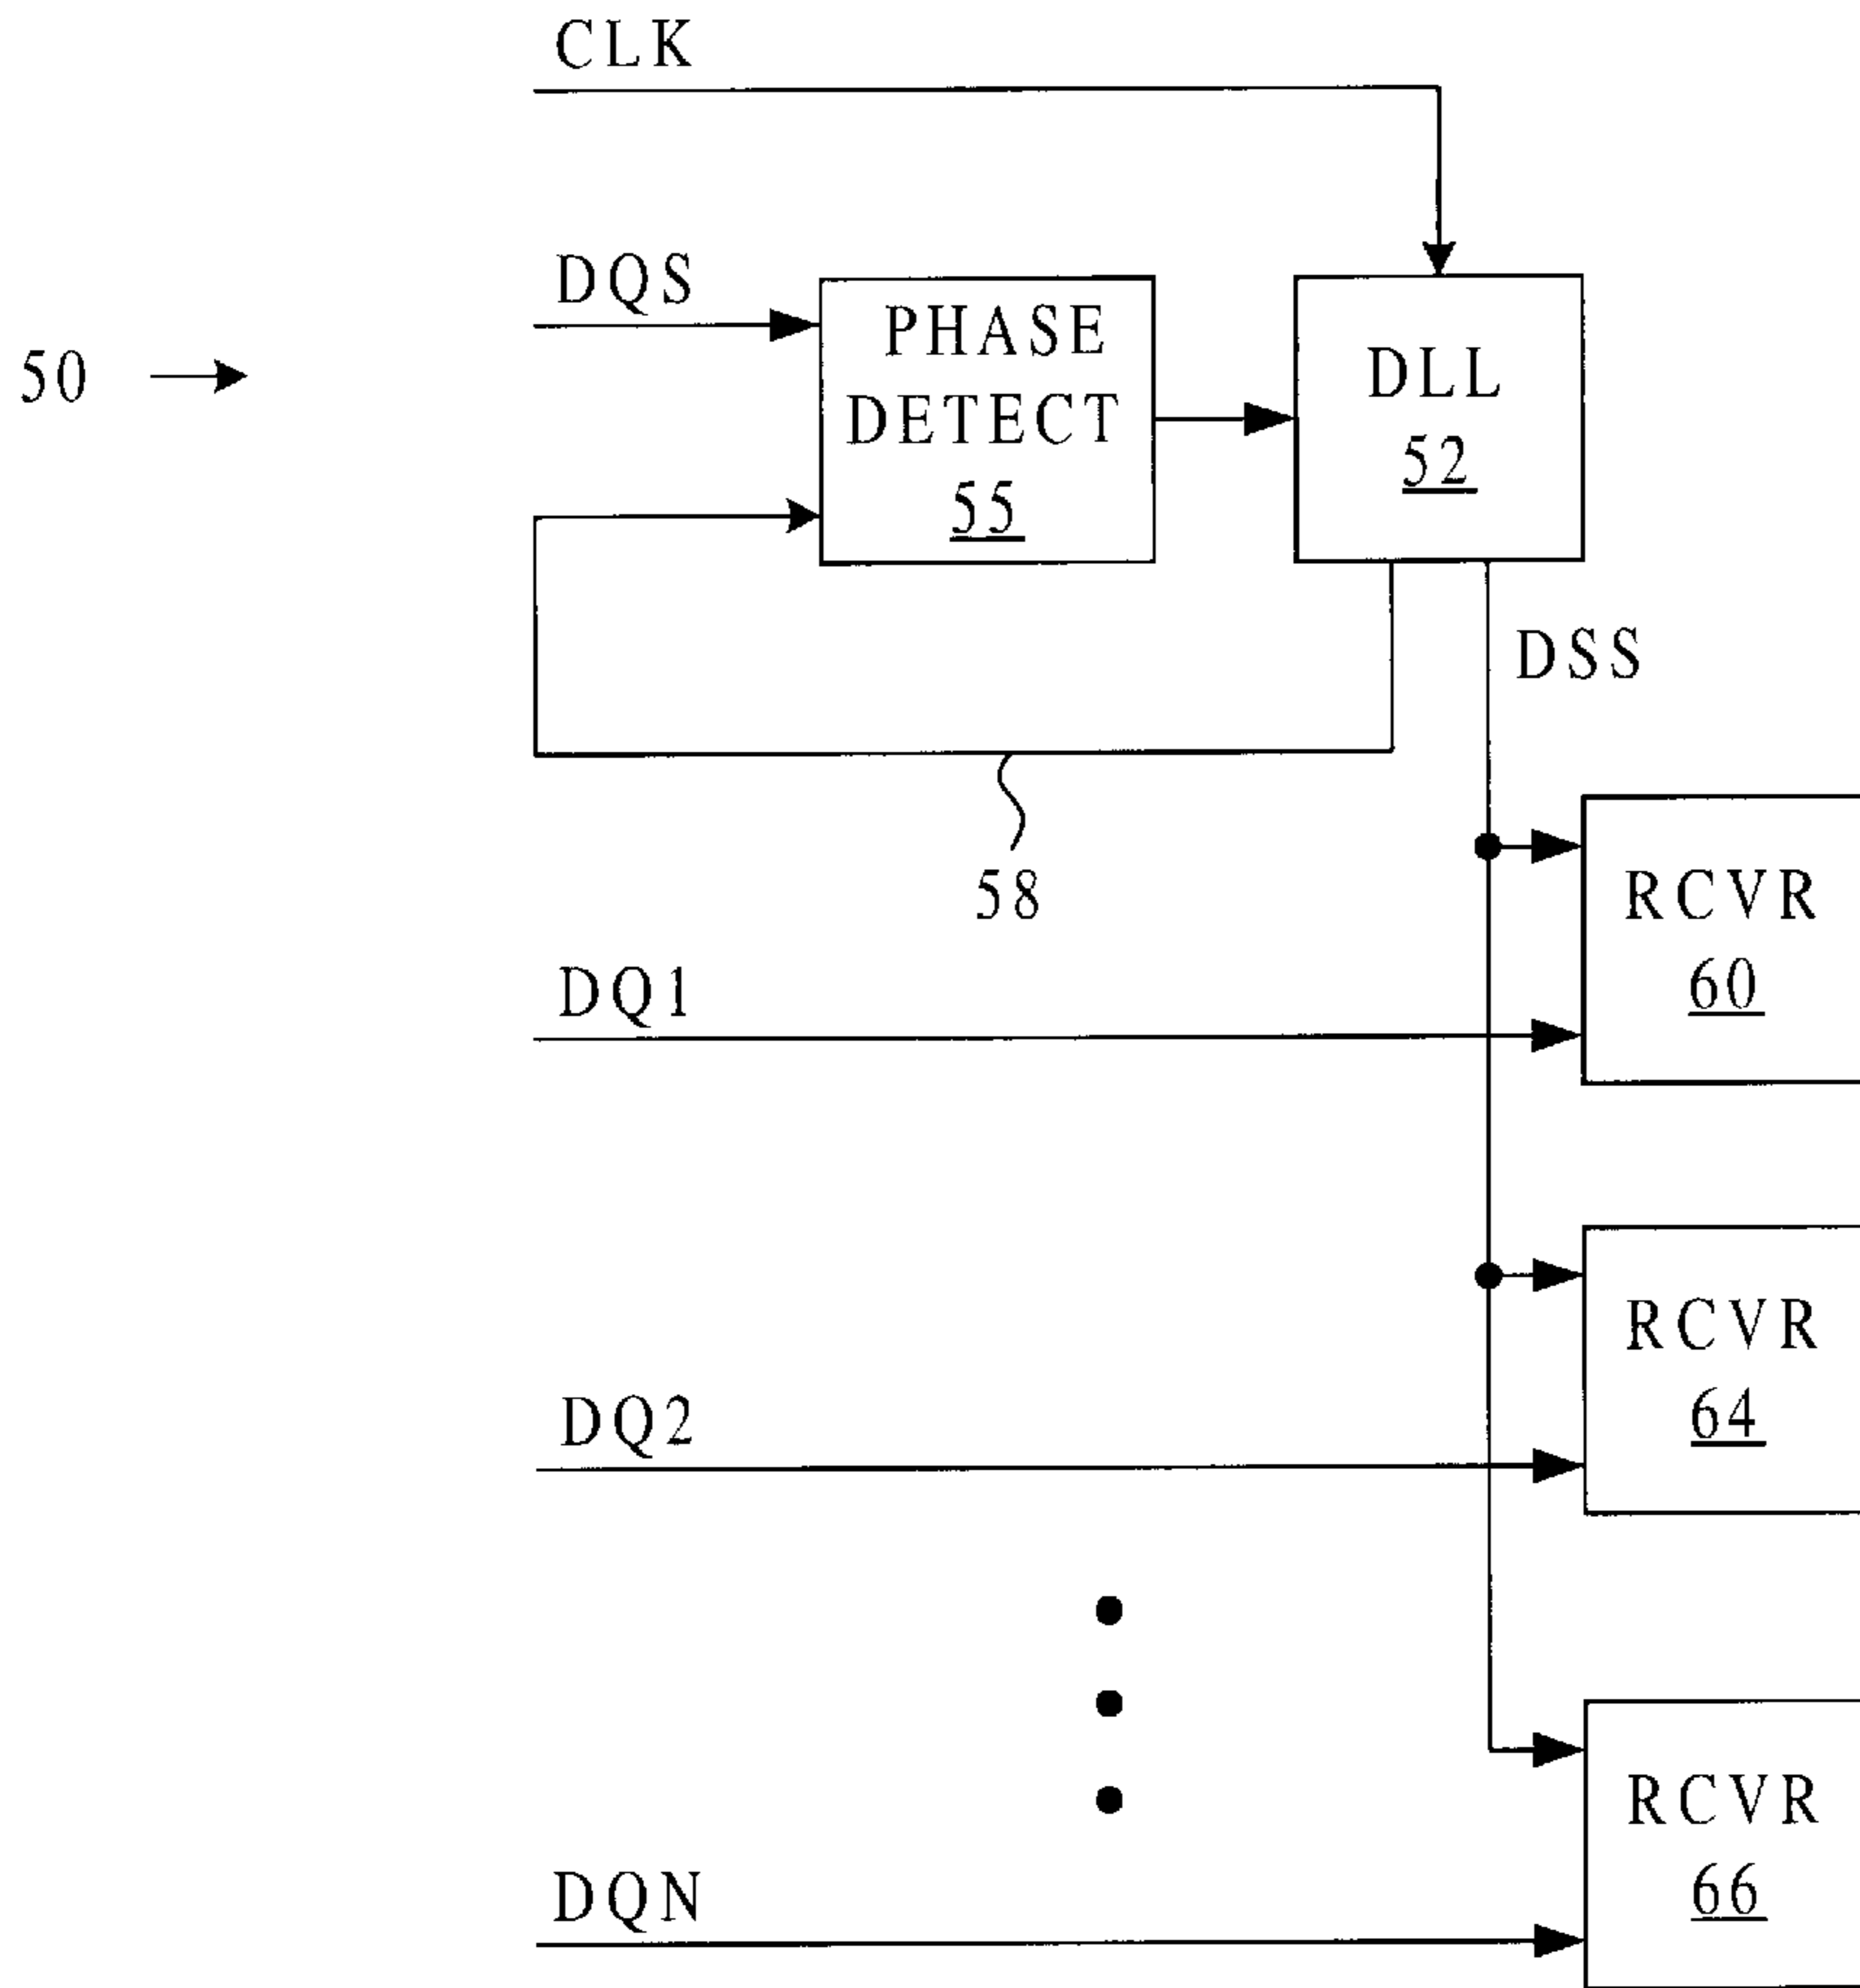 CLK
DQS
50
PHASE
DETECT
55
DLL
52
DSS
58
RCVR
60
DQ1
RCVR
64
DQ2
RCVR
66
DQN